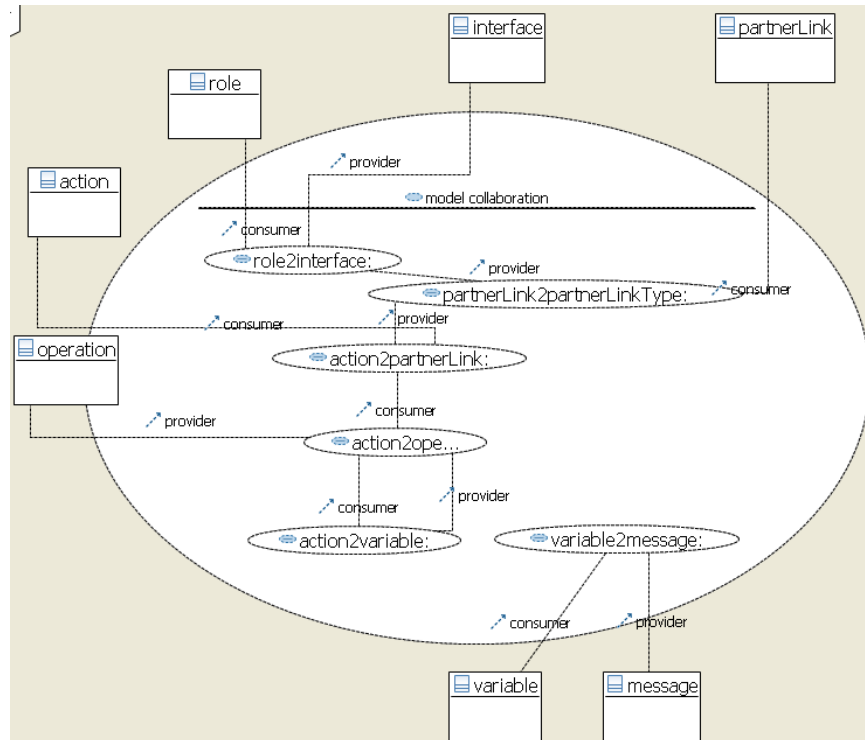 interface
partnerLink
role
provider
action
model collaboration
consumer
role2interface:
provider
partnerLink2partnerLinkType:
consumer
consumer
provider
operation
action2partnerLink:
consumer
provider
action2ope...
consumer
provider
action2variable:
variable2message:
consumer
provider
variable
message